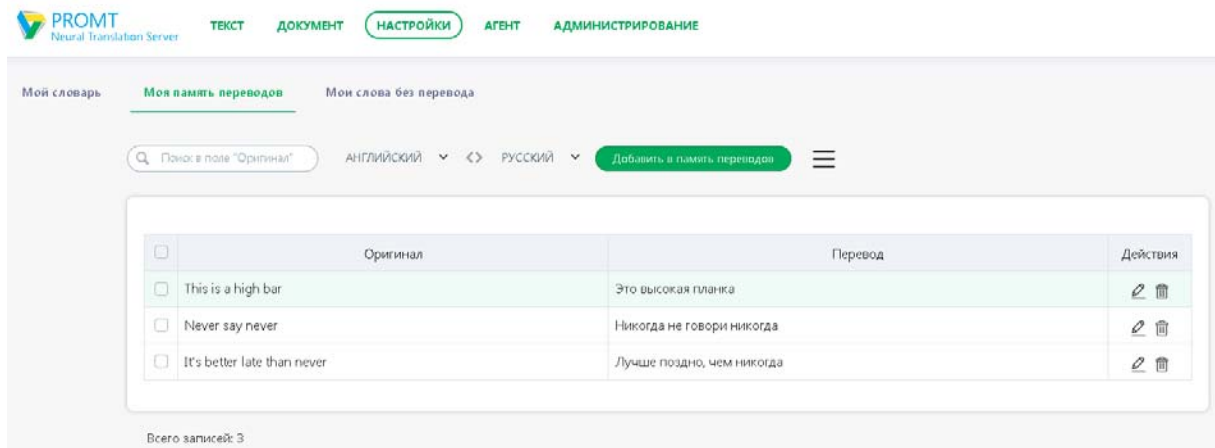 PROMT
Neural Translation Server
ТЕКСТ ДОКУМЕНТ НАСТРОЙКИ АГЕНТ АДМИНИСТРИРОВАНИЕ
Мой словарь Моя память переводов Мои слова без перевода
Поиск в поле "Оригинал" АНГЛИЙСКИЙ <> РУССКИЙ Добавить в память переводов
Оригинал Перевод Действия
This is a high bar Это высокая планка
Never say never Никогда не говори никогда
It's better late than never Лучше поздно, чем никогда
Всего записей: 3